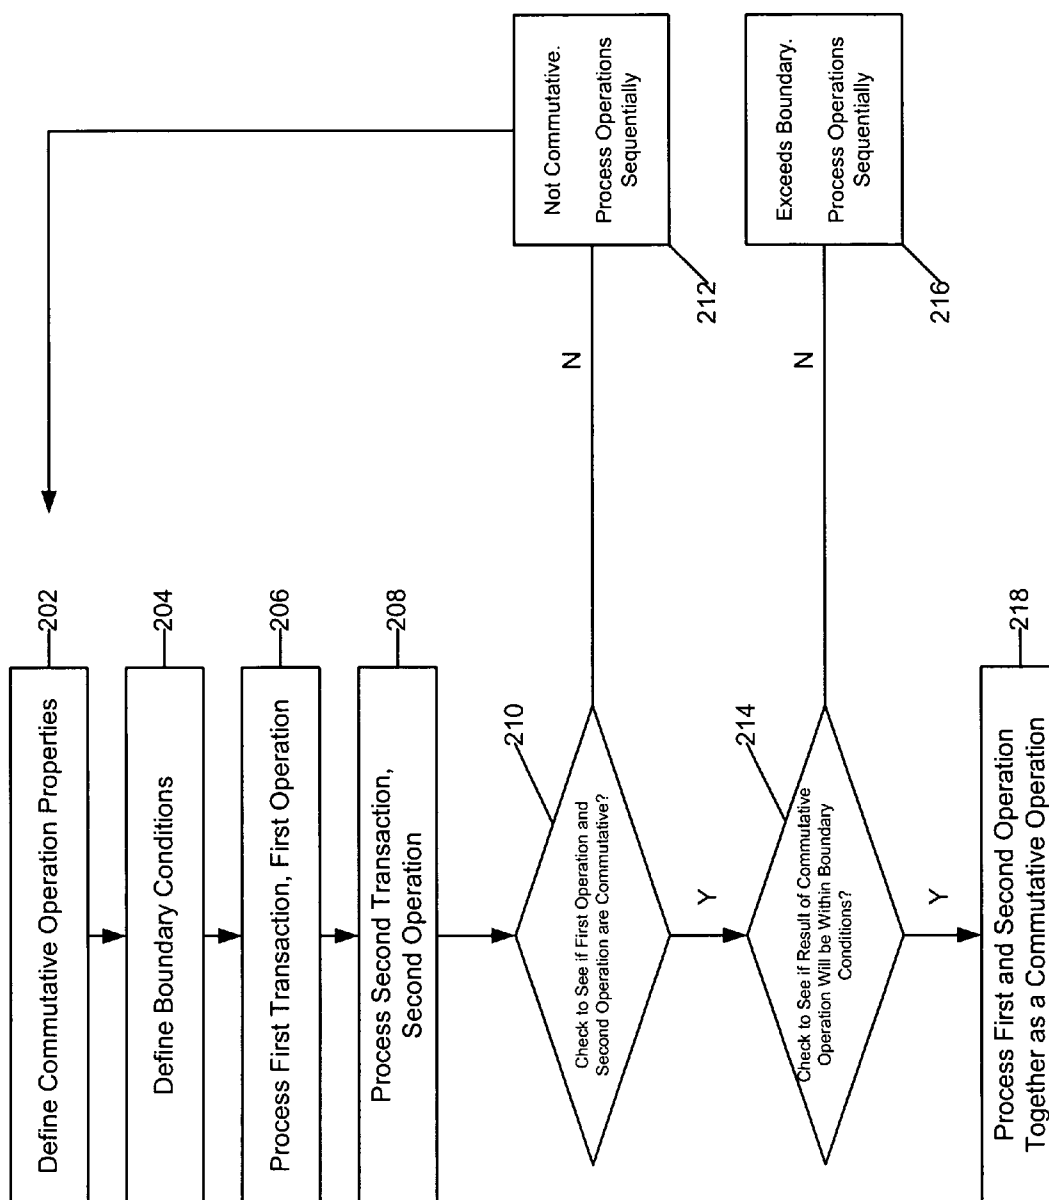 Define Commutative Operation Properties
202
Define Boundary Conditions
204
Process First Transaction, First Operation
206
Process Second Transaction,
Second Operation
208
Check to See if First Operation and
Second Operation are Commutative?
210
N
Not Commutative.
Process Operations
Sequentially
212
Y
Check to See if Result of Commutative
Operation Will be Within Boundary
Conditions?
214
N
Exceeds Boundary.
Process Operations
Sequentially
216
Y
Process First and Second Operation
Together as a Commutative Operation
218